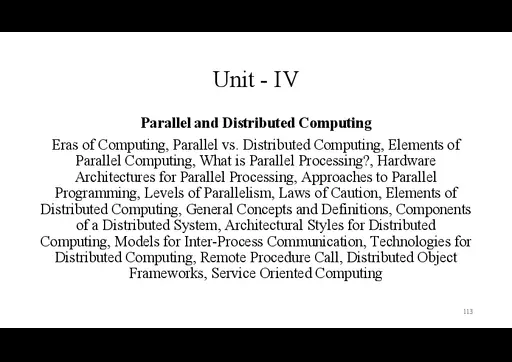 Unit - IV
Parallel and Distributed Computing
Eras of Computing, Parallel vs. Distributed Computing, Elements of
Parallel Computing, What is Parallel Processing?, Hardware
Architectures for Parallel Processing, Approaches to Parallel
Programming, Levels of Parallelism, Laws of Caution, Elements of
Distributed Computing, General Concepts and Definitions, Components
of a Distributed System, Architectural Styles for Distributed
Computing, Models for Inter-Process Communication, Technologies for
Distributed Computing, Remote Procedure Call, Distributed Object
Frameworks, Service Oriented Computing
113